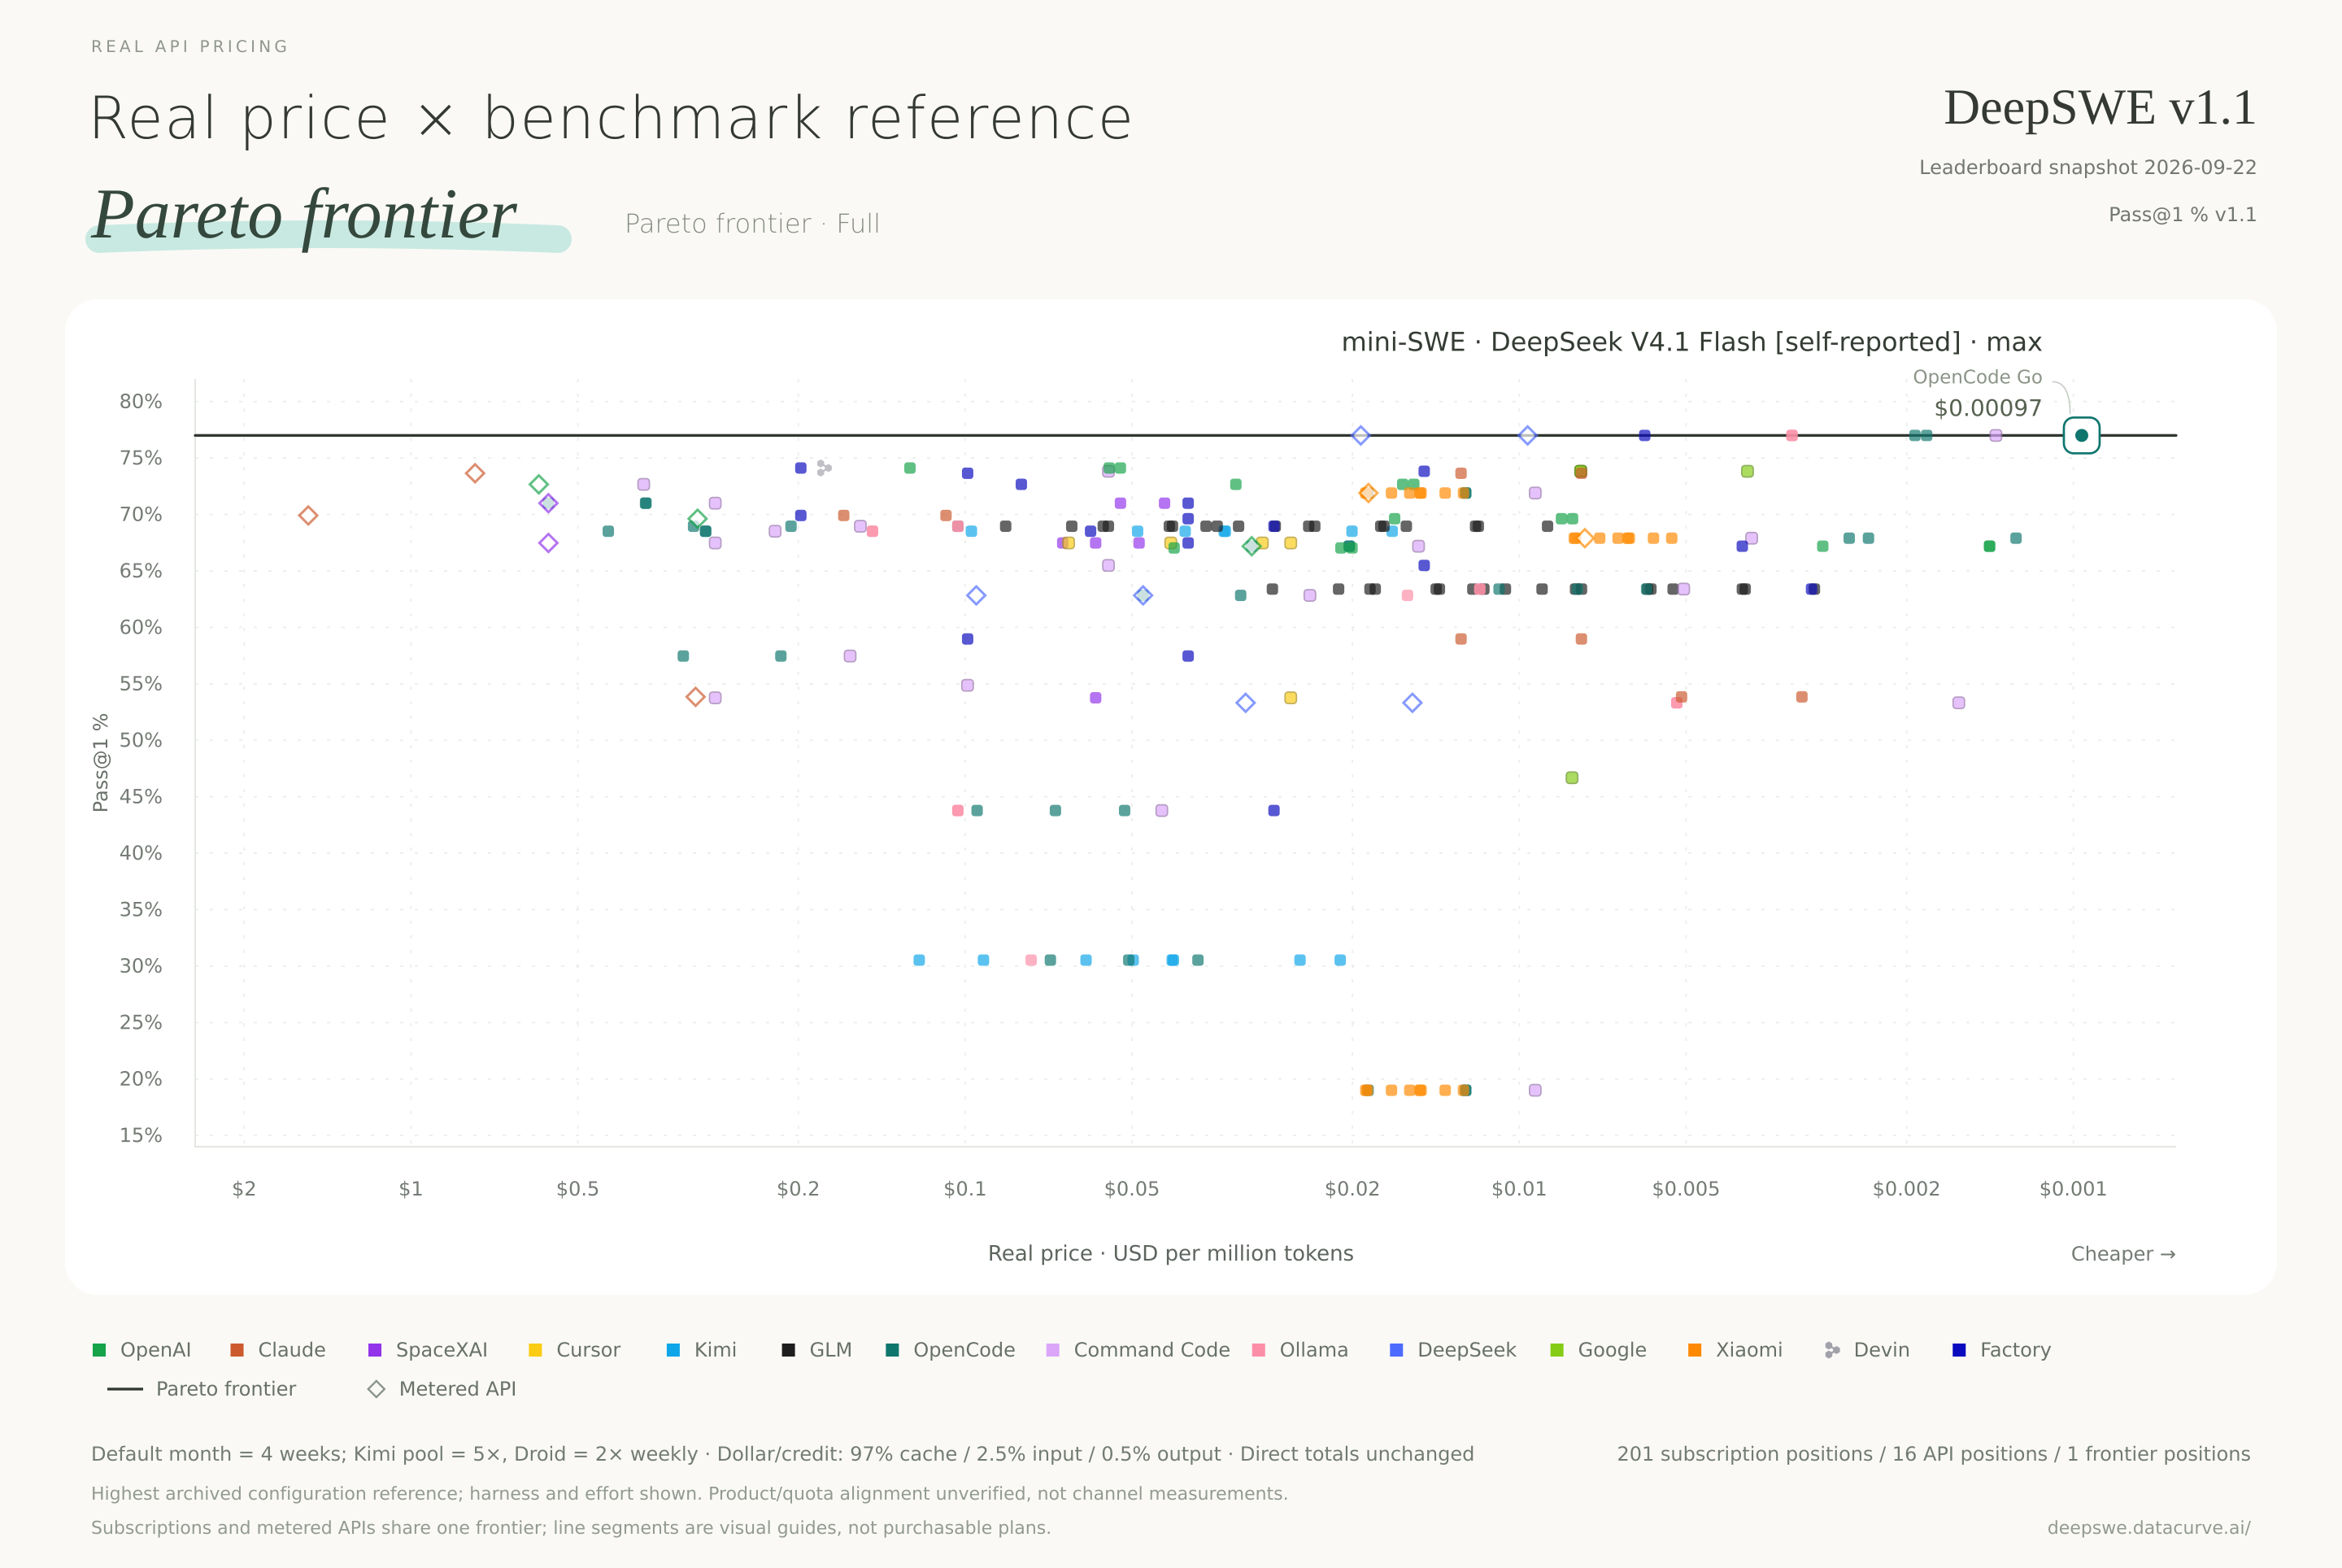 REAL API PRICING
Real price × benchmark reference
DeepSWE v1.1
Leaderboard snapshot 2026-09-22
Pareto frontier
Pareto frontier · Full
Pass@1 % v1.1
mini-SWE · DeepSeek V4.1 Flash [self-reported] · max
OpenCode Go
$0.00097
80%
75%
70%
65%
60%
55%
50%
45%
40%
35%
30%
25%
20%
15%
Pass@1 %
$2 $1 $0.5 $0.2 $0.1 $0.05 $0.02 $0.01 $0.005 $0.002 $0.001
Real price · USD per million tokens
Cheaper →
OpenAI Claude SpaceXAI Cursor Kimi GLM OpenCode Command Code Ollama DeepSeek Google Xiaomi Devin Factory
Pareto frontier Metered API
Default month = 4 weeks; Kimi pool = 5×, Droid = 2× weekly · Dollar/credit: 97% cache / 2.5% input / 0.5% output · Direct totals unchanged
201 subscription positions / 16 API positions / 1 frontier positions
Highest archived configuration reference; harness and effort shown. Product/quota alignment unverified, not channel measurements.
Subscriptions and metered APIs share one frontier; line segments are visual guides, not purchasable plans.
deepswe.datacurve.ai/